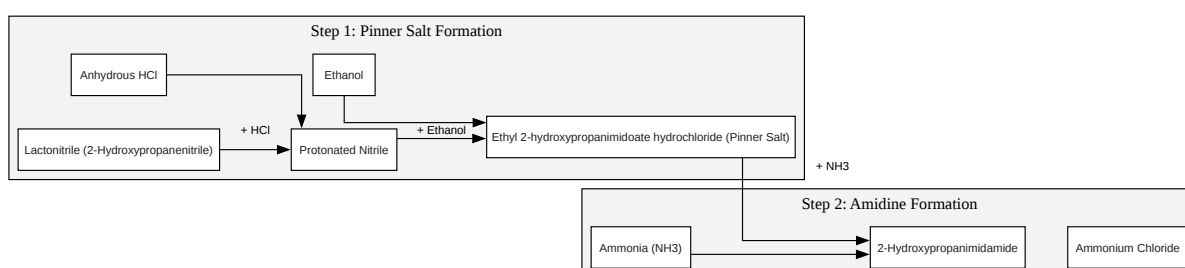 Step 1: Pinner Salt Formation
Anhydrous HCl
Ethanol
+ HCl
+ Ethanol
Lactonitrile (2-Hydroxypropanenitrile)
Protonated Nitrile
Ethyl 2-hydroxypropanimidoate hydrochloride (Pinner Salt)
+ NH3
Step 2: Amidine Formation
Ammonia (NH3)
2-Hydroxypropanimidamide
Ammonium Chloride